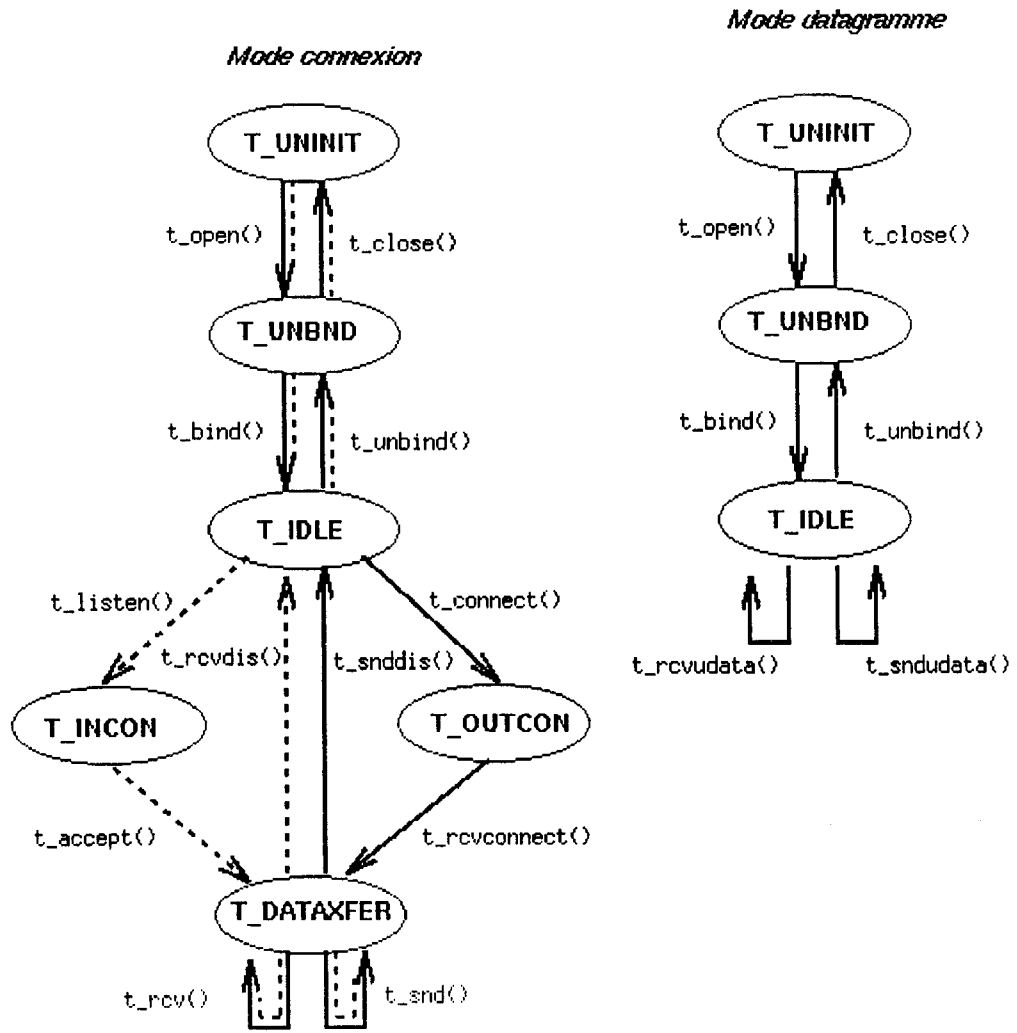 Mode connexion
T_UNINIT
t_open()
t_close()
T_UNBND
t_bind()
t_unbind()
T_IDLE
t_listen()
t_connect()
t_rcvdis()
t_snddis()
T_INCON
T_OUTCON
t_accept()
t_rcvconnect()
T_DATAXFER
t_rcv()
t_snd()
Mode datagramme
T_UNINIT
t_open()
t_close()
T_UNBND
t_bind()
t_unbind()
T_IDLE
t_rcvudata()
t_sndudata()